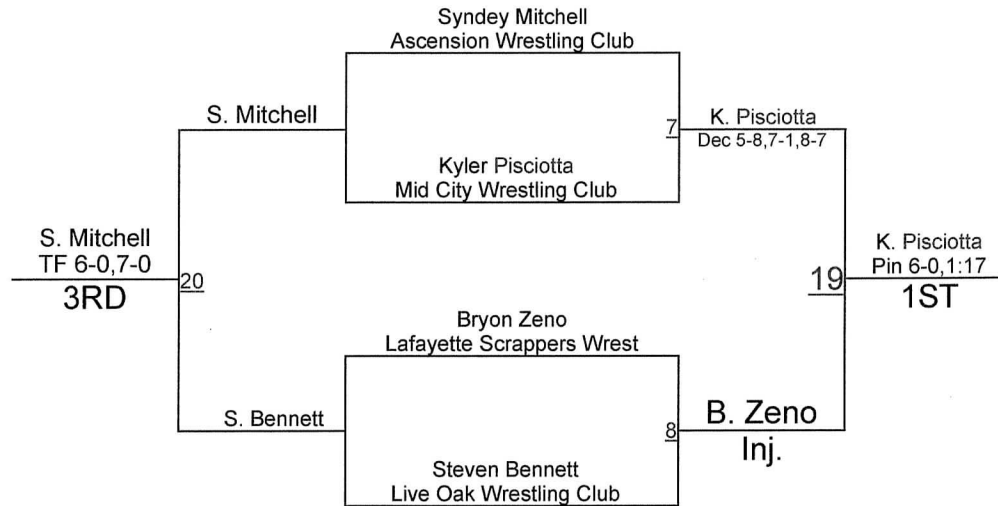 Syndey Mitchell
Ascension Wrestling Club
S. Mitchell
7
K. Pisciotta
Dec 5-8,7-1,8-7
Kyler Pisciotta
Mid City Wrestling Club
S. Mitchell
TF 6-0,7-0
3RD
20
19
K. Pisciotta
Pin 6-0,1:17
1ST
Bryon Zeno
Lafayette Scrappers Wrest
S. Bennett
8
B. Zeno
Inj.
Steven Bennett
Live Oak Wrestling Club